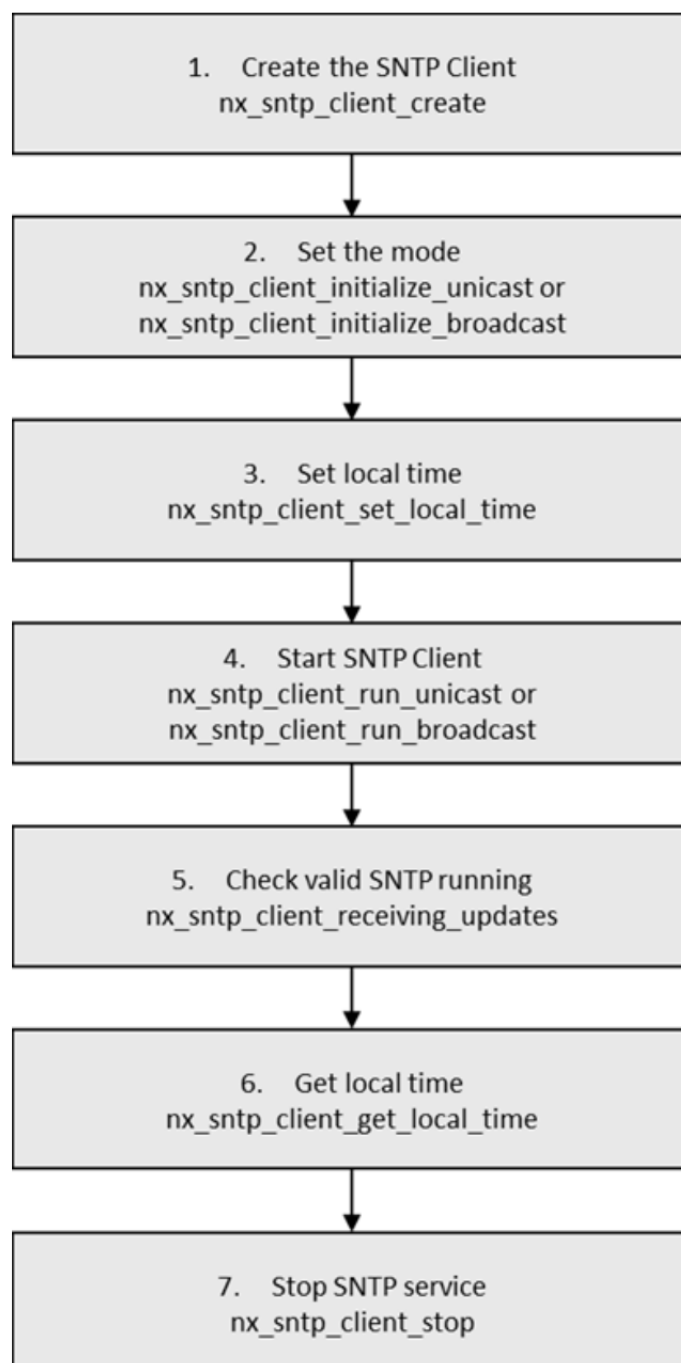 1. Create the SNTP Client
nx_sntp_client_create
2. Set the mode
nx_sntp_client_initialize_unicast or
nx_sntp_client_initialize_broadcast
3. Set local time
nx_sntp_client_set_local_time
4. Start SNTP Client
nx_sntp_client_run_unicast or
nx_sntp_client_run_broadcast
5. Check valid SNTP running
nx_sntp_client_receiving_updates
6. Get local time
nx_sntp_client_get_local_time
7. Stop SNTP service
nx_sntp_client_stop